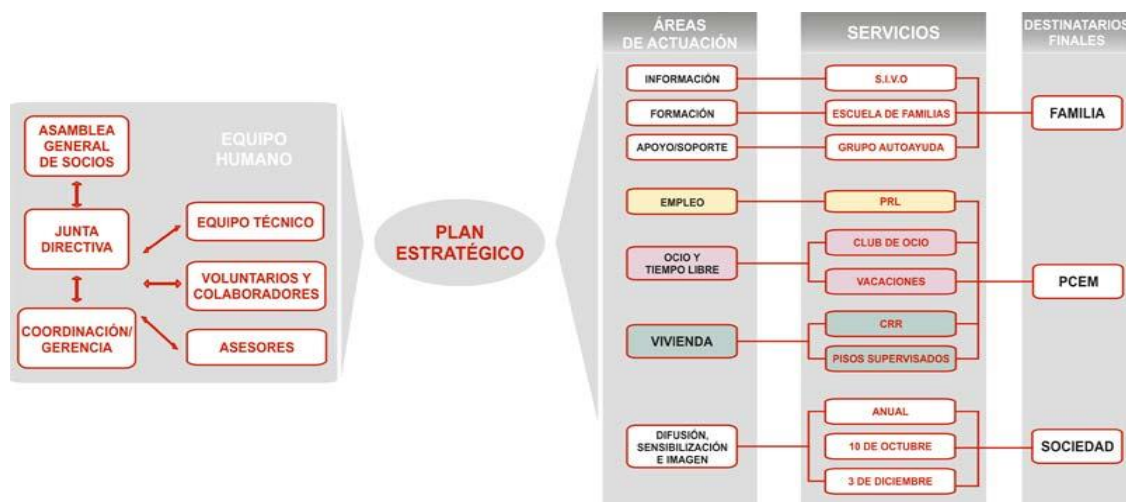 EQUIPO
HUMANO
ASAMBLEA
GENERAL
DE SOCIOS
JUNTA
DIRECTIVA
COORDINACIÓN/
GERENCIA
EQUIPO TÉCNICO
VOLUNTARIOS Y
COLABORADORES
ASESORES
PLAN
ESTRATÉGICO
ÁREAS
DE ACTUACIÓN
INFORMACIÓN
FORMACIÓN
APOYO/SOPORTE
EMPLEO
OCIO Y
TIEMPO LIBRE
VIVIENDA
DIFUSIÓN,
SENSIBILIZACIÓN
E IMAGEN
SERVICIOS
S.I.V.O
ESCUELA DE FAMILIAS
GRUPO AUTOAYUDA
PRL
CLUB DE OCIO
VACACIONES
CRR
PISOS SUPERVISADOS
ANUAL
10 DE OCTUBRE
3 DE DICIEMBRE
DESTINATARIOS
FINALES
FAMILIA
PCEM
SOCIEDAD